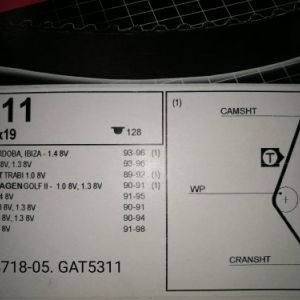 11
x19
128
RDOBA, IBIZA - 1.4 8V 93-96 (1)
8V, 1.3 8V 93-96
T TRABI 1.0 8V 89-92 (1)
AGEN GOLF II - 1.0 8V, 1.3 8V 90-91 (1)
8V 91-95
8V, 1.3 8V 90-91
8V, 1.3 8V 90-94
8V 91-98
718-05. GAT5311
(1)
CAMSHT
T
WP
CRANSHT